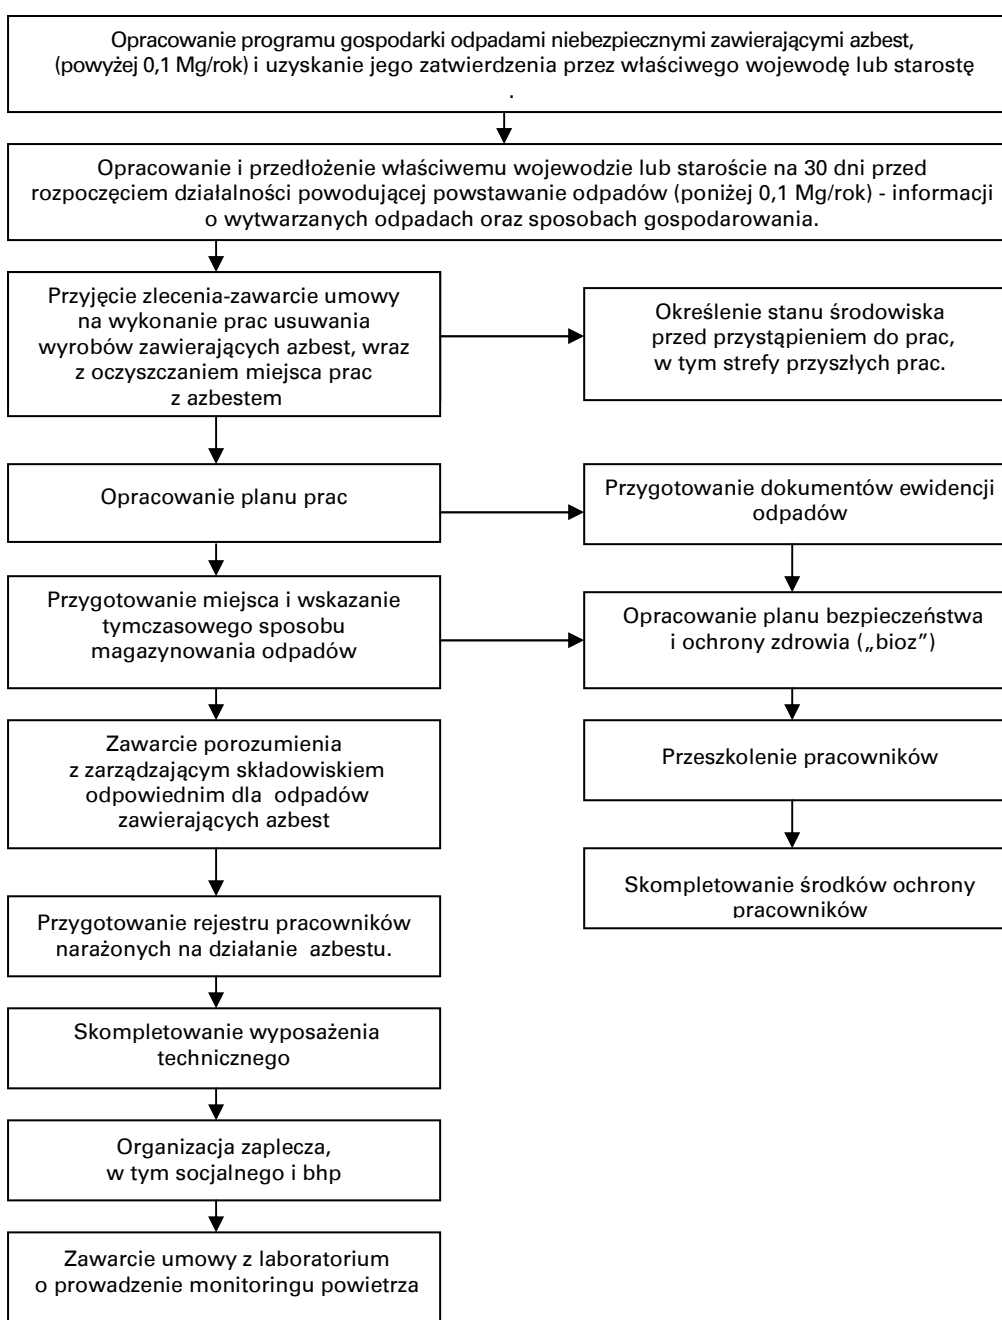 Opracowanie programu gospodarki odpadami niebezpiecznymi zawierającymi azbest,
(powyżej 0,1 Mg/rok) i uzyskanie jego zatwierdzenia przez właściwego wojewodę lub starostę
.
Opracowanie i przedłożenie właściwemu wojewodzie lub staroście na 30 dni przed
rozpoczęciem działalności powodującej powstawanie odpadów (poniżej 0,1 Mg/rok) - informacji
o wytwarzanych odpadach oraz sposobach gospodarowania.
Przyjęcie zlecenia-zawarcie umowy
na wykonanie prac usuwania
wyrobów zawierających azbest, wraz
z oczyszczaniem miejsca prac
z azbestem
Określenie stanu środowiska
przed przystąpieniem do prac,
w tym strefy przyszłych prac.
Opracowanie planu prac
Przygotowanie dokumentów ewidencji
odpadów
Przygotowanie miejsca i wskazanie
tymczasowego sposobu
magazynowania odpadów
Opracowanie planu bezpieczeństwa
i ochrony zdrowia („bioz”)
Zawarcie porozumienia
z zarządzającym składowiskiem
odpowiednim dla odpadów
zawierających azbest
Przeszkolenie pracowników
Skompletowanie środków ochrony
pracowników
Przygotowanie rejestru pracowników
narażonych na działanie azbestu.
Skompletowanie wyposażenia
technicznego
Organizacja zaplecza,
w tym socjalnego i bhp
Zawarcie umowy z laboratorium
o prowadzenie monitoringu powietrza